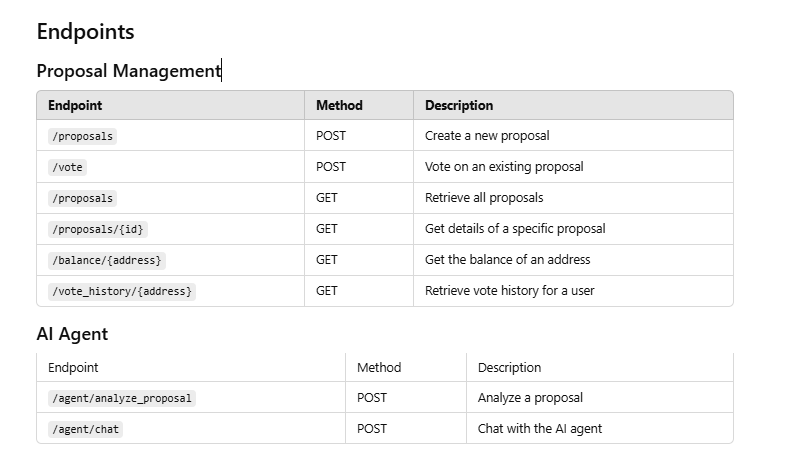 Endpoints
Proposal Management
Endpoint Method Description
/proposals POST Create a new proposal
/vote POST Vote on an existing proposal
/proposals GET Retrieve all proposals
/proposals/{id} GET Get details of a specific proposal
/balance/{address} GET Get the balance of an address
/vote_history/{address} GET Retrieve vote history for a user
AI Agent
Endpoint Method Description
/agent/analyze_proposal POST Analyze a proposal
/agent/chat POST Chat with the AI agent